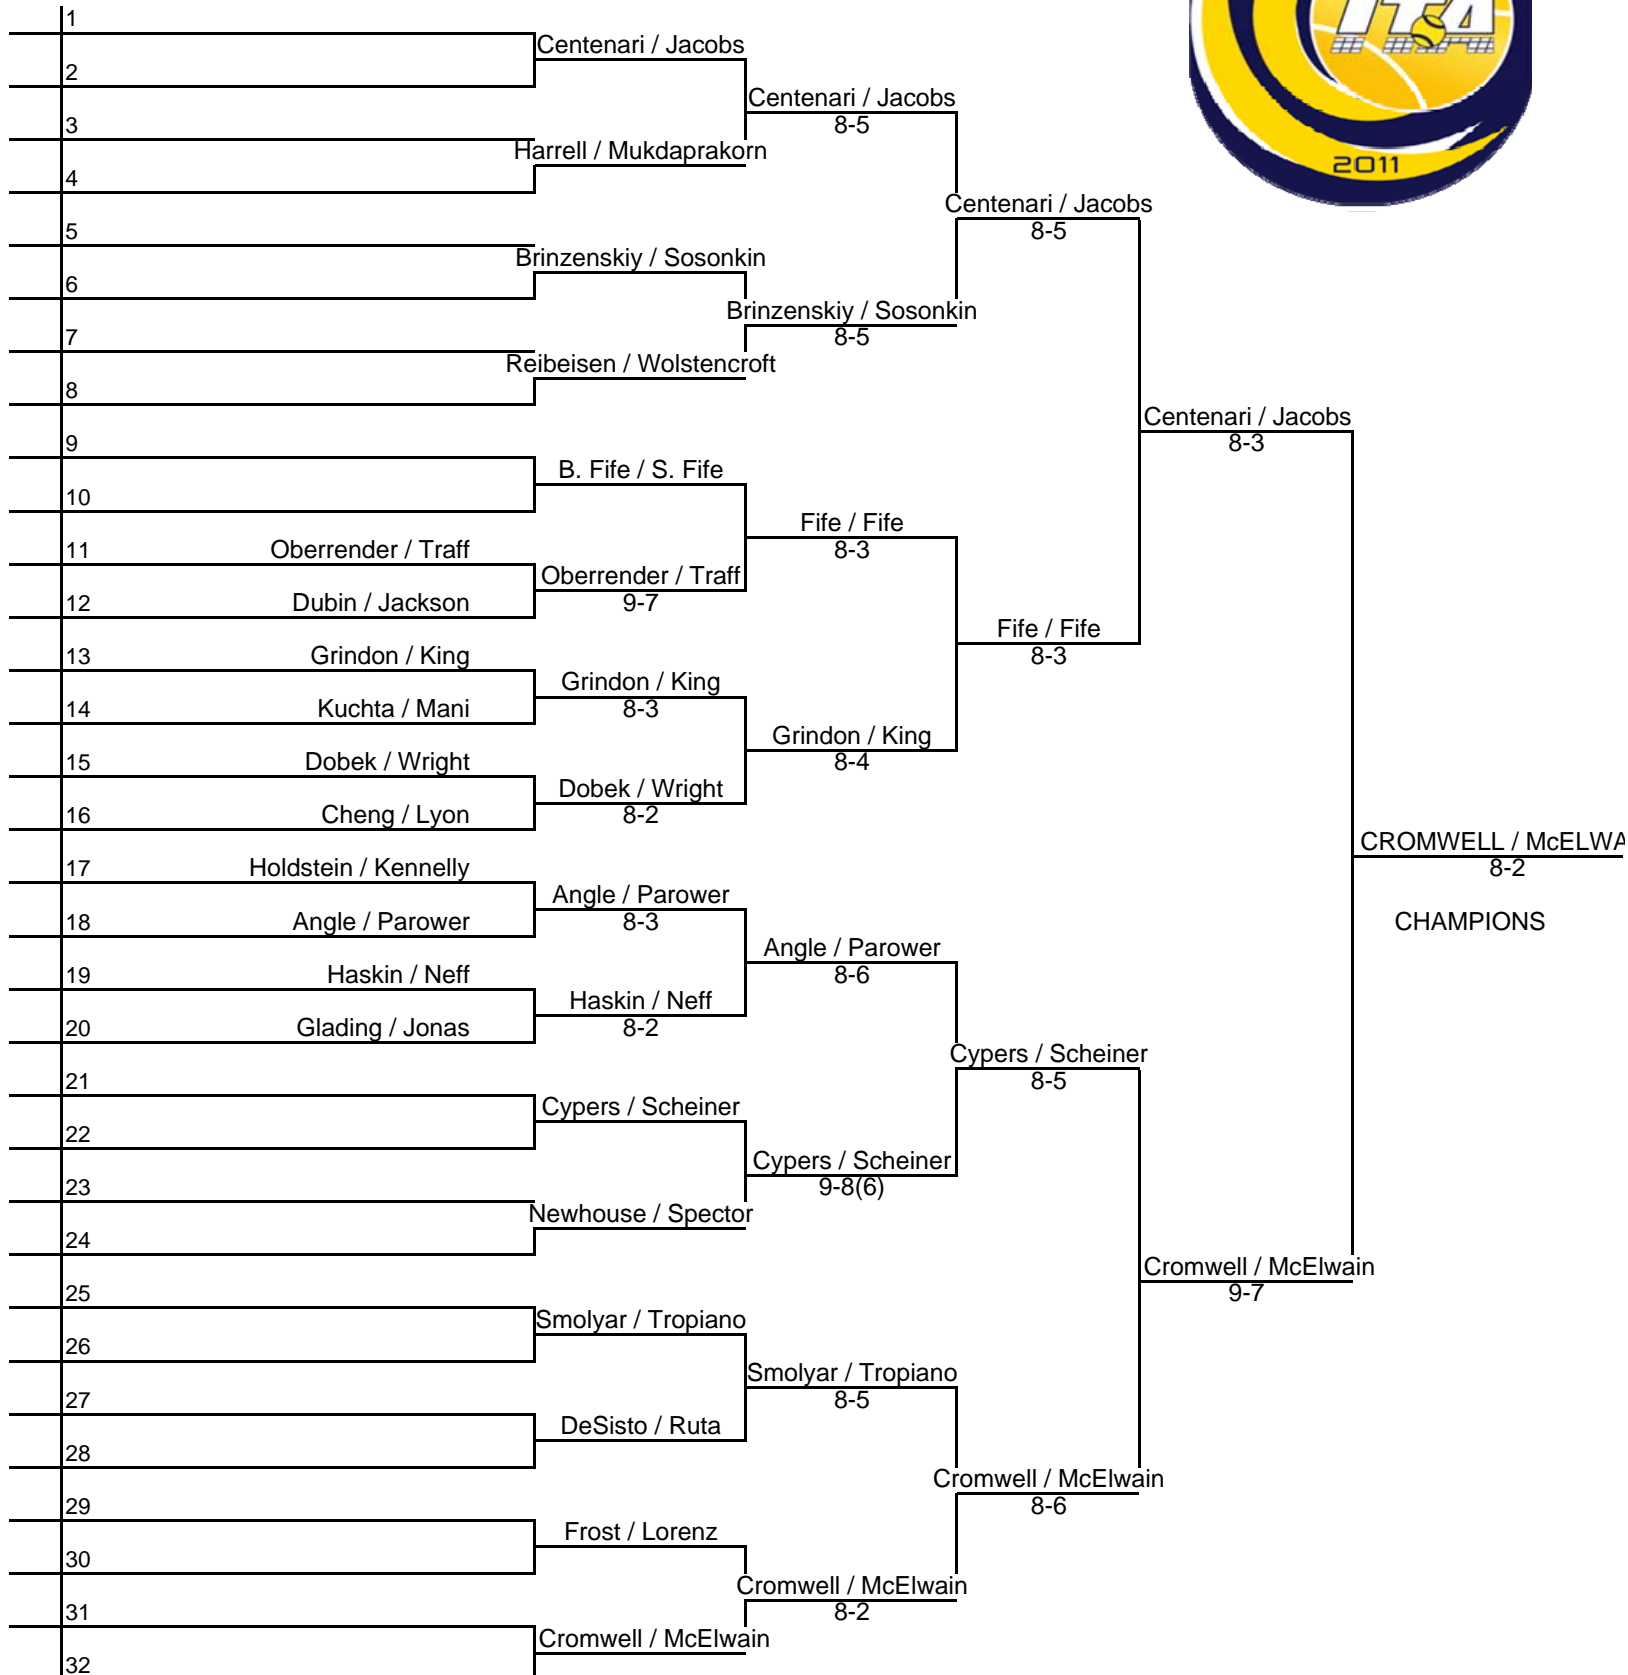 ITA
2011
1
Centenari / Jacobs
2
Centenari / Jacobs
8-5
3
Harrell / Mukdaprakorn
4
Centenari / Jacobs
8-5
5
Brinzenskiy / Sosonkin
6
Brinzenskiy / Sosonkin
8-5
7
Reibeisen / Wolstencroft
8
Centenari / Jacobs
8-3
9
B. Fife / S. Fife
10
Fife / Fife
8-3
11 Oberrender / Traff
Oberrender / Traff
9-7
12 Dubin / Jackson
Fife / Fife
8-3
13 Grindon / King
Grindon / King
8-3
14 Kuchta / Mani
Grindon / King
8-4
15 Dobek / Wright
Dobek / Wright
8-2
16 Cheng / Lyon
CROMWELL / McELWA
8-2
CHAMPIONS
17 Holdstein / Kennelly
Angle / Parower
8-3
18 Angle / Parower
Angle / Parower
8-6
19 Haskin / Neff
Haskin / Neff
8-2
20 Glading / Jonas
Cypers / Scheiner
8-5
21
Cypers / Scheiner
22
Cypers / Scheiner
9-8(6)
23
Newhouse / Spector
24
Cromwell / McElwain
9-7
25
Smolyar / Tropiano
26
Smolyar / Tropiano
8-5
27
DeSisto / Ruta
28
Cromwell / McElwain
8-6
29
Frost / Lorenz
30
Cromwell / McElwain
8-2
31
Cromwell / McElwain
32